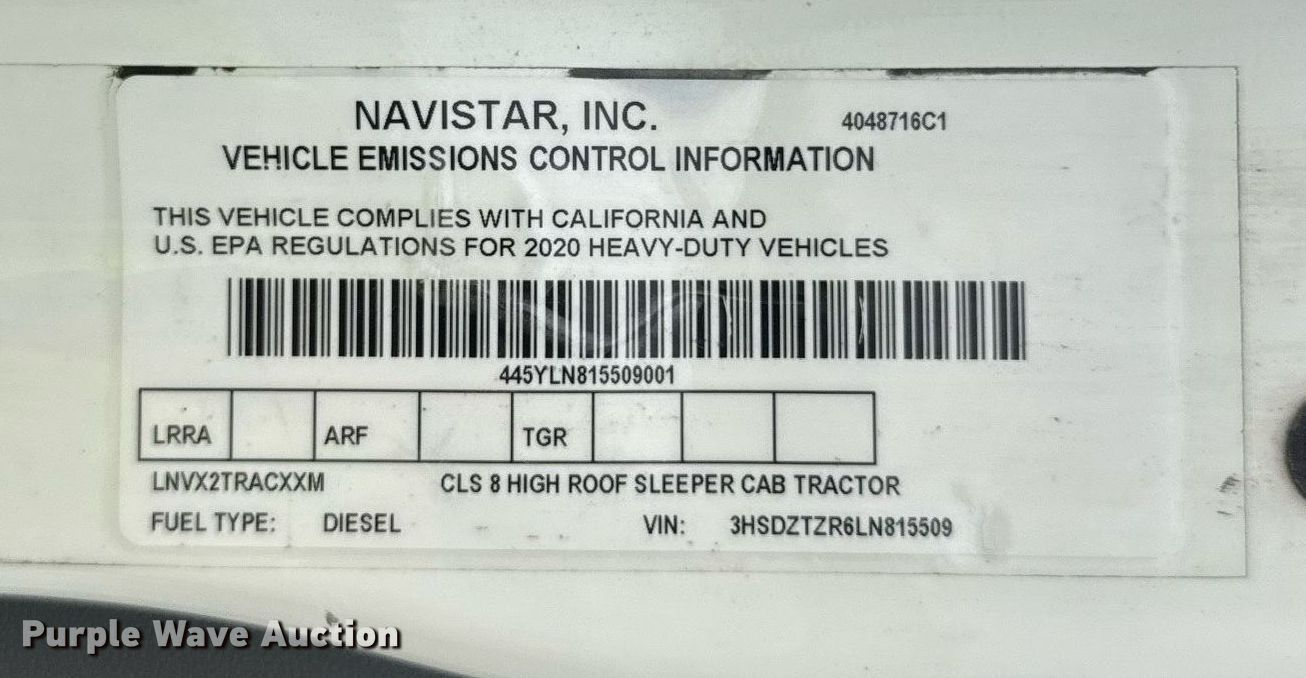 NAVISTAR, INC. 4048716C1
VEHICLE EMISSIONS CONTROL INFORMATION
THIS VEHICLE COMPLIES WITH CALIFORNIA AND
U.S. EPA REGULATIONS FOR 2020 HEAVY-DUTY VEHICLES
445YLN815509001
LRRA ARF TGR
LNVX2TRACXXM CLS 8 HIGH ROOF SLEEPER CAB TRACTOR
FUEL TYPE: DIESEL VIN: 3HSDZTZR6LN815509
Purple Wave Auction